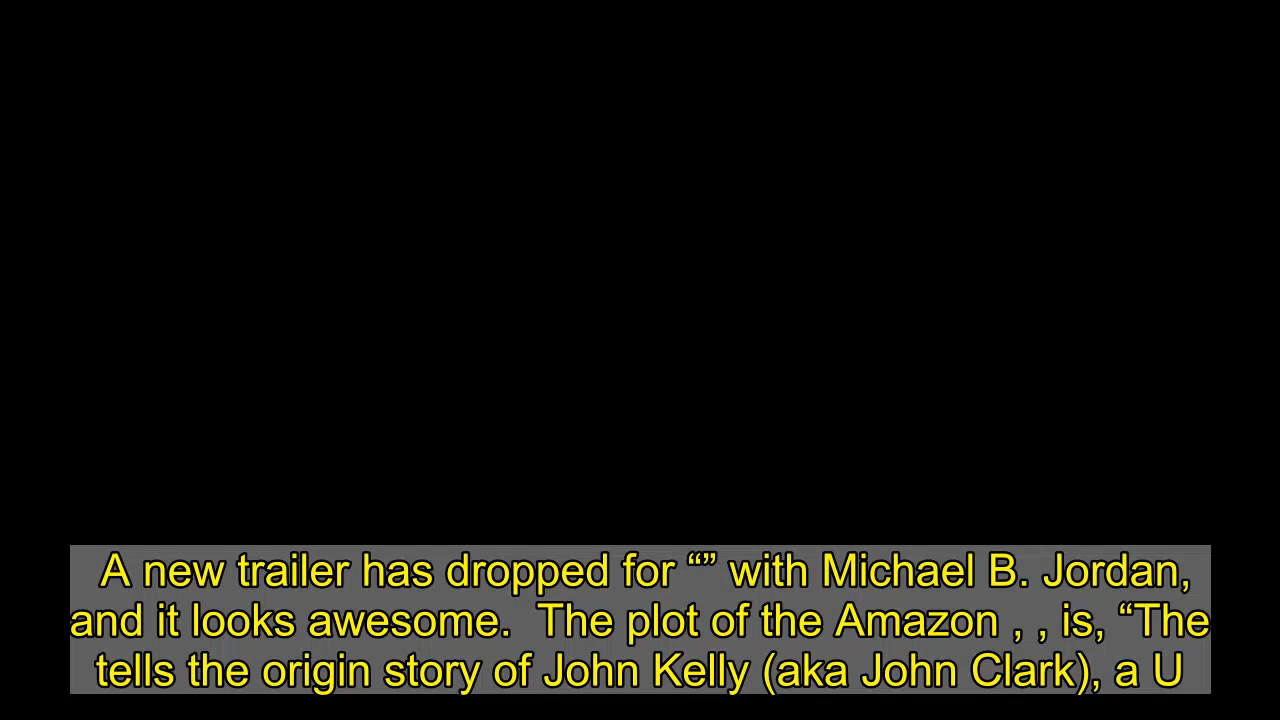 A new trailer has dropped for “” with Michael B. Jordan,
and it looks awesome.  The plot of the Amazon , , is, “The
tells the origin story of John Kelly (aka John Clark), a U